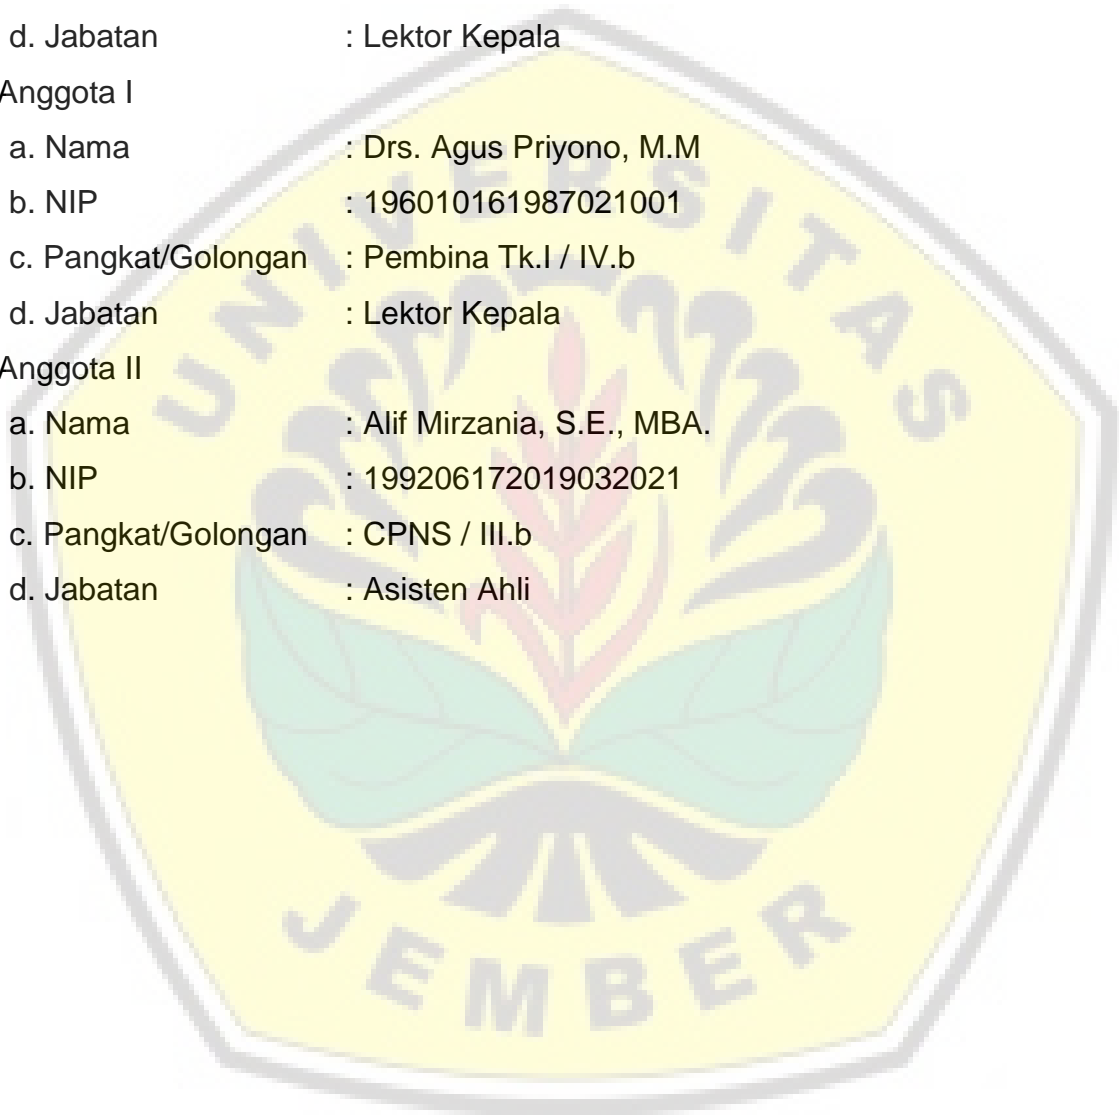 d. Jabatan : Lektor Kepala
Anggota I
a. Nama : Drs. Agus Priyono, M.M
b. NIP : 196010161987021001
c. Pangkat/Golongan : Pembina Tk.I / IV.b
d. Jabatan : Lektor Kepala
Anggota II
a. Nama : Alif Mirzania, S.E., MBA.
b. NIP : 199206172019032021
c. Pangkat/Golongan : CPNS / III.b
d. Jabatan : Asisten Ahli
UNIVERSITAS
JEMBER